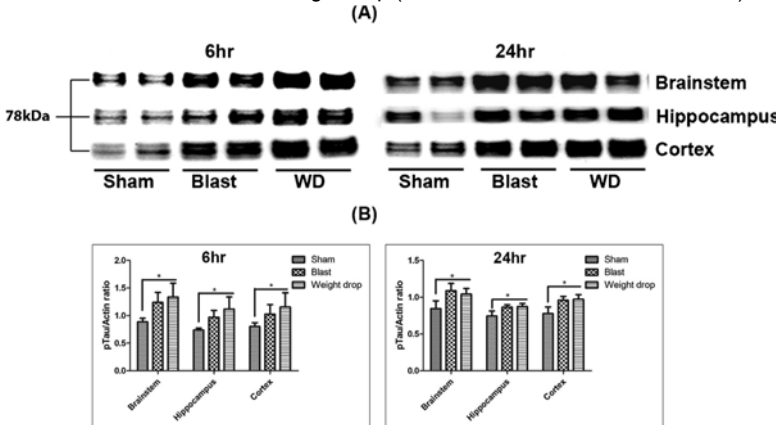 (A)
6hr 24hr
78kDa
Brainstem
Hippocampus
Cortex
Sham Blast WD Sham Blast WD
(B)
6hr
pTau/Actin ratio
2.0
1.5
1.0
0.5
0.0
* * *
Sham
Blast
Weight drop
Brainstem
Hippocampus
Cortex
24hr
pTau/Actin ratio
1.5
1.0
0.5
0.0
* * *
Sham
Blast
Weight drop
Brainstem
Hippocampus
Cortex